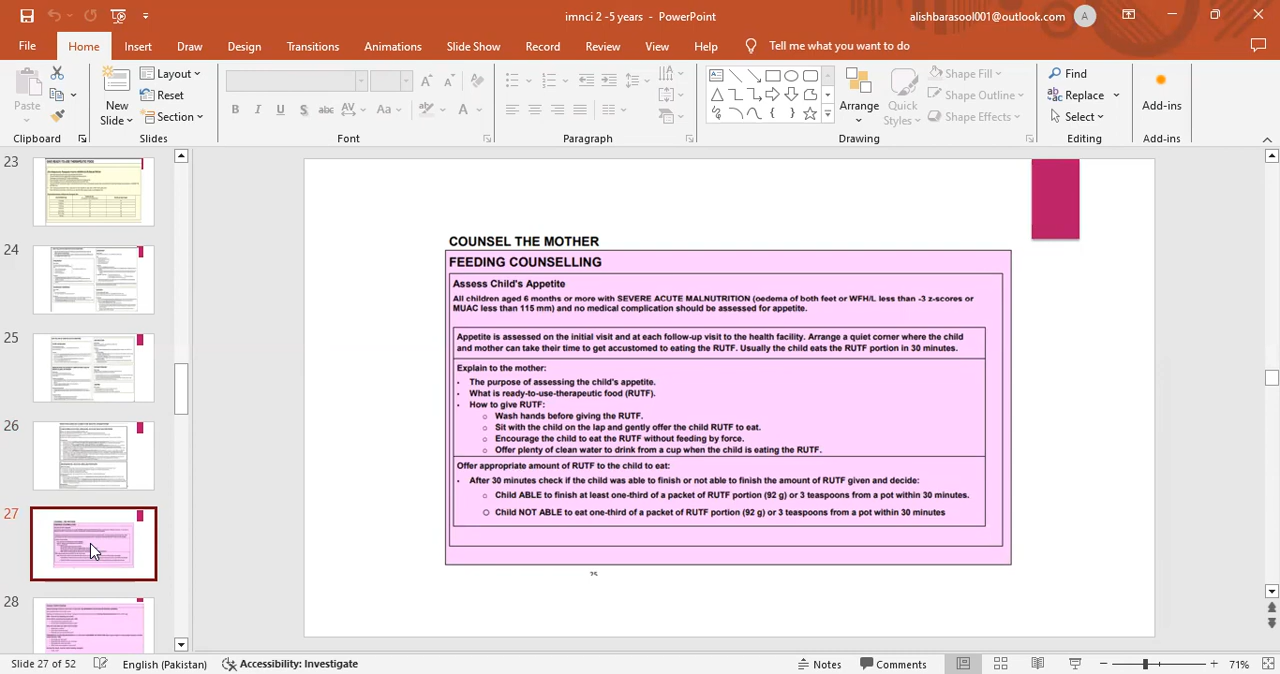 imnci 2 -5 years - PowerPoint
alishbarasool001@outlook.com
A
File
Home
Insert
Draw
Design
Transitions
Animations
Slide Show
Record
Review
View
Help
Tell me what you want to do
Paste
Clipboard
New Slide
Layout
Reset
Section
Slides
B I U S abc AV Aa ab A
Font
Paragraph
Arrange
Quick Styles
Shape Fill
Shape Outline
Shape Effects
Drawing
Find
Replace
Select
Editing
Add-ins
Add-ins
23
24
25
26
27
28
COUNSEL THE MOTHER
FEEDING COUNSELLING
Assess Child's Appetite
All children aged 6 months or more with SEVERE ACUTE MALNUTRITION (odema of both feet or WFH/L less than -3 z-scores or
MUAC less than 115 mm) and no medical complication should be assessed for appetite.
Appetite is assessed on the initial visit and at each follow-up visit to the health facility. Arrange a quiet corner where the child
and mother can take their time to get accustomed to eating the RUTF. Usually the child eats the RUTF portion in 30 minutes.
Explain to the mother:
The purpose of assessing the child's appetite.
What is ready-to-use-therapeutic food (RUTF).
How to give RUTF:
Wash hands before giving the RUTF.
Sit with the child on the lap and gently offer the child RUTF to eat.
Encourage the child to eat the RUTF without feeding by force.
Offer plenty of clean water to drink from a cup when the child is eating the RUTF.
Offer appropriate amount of RUTF to the child to eat:
After 30 minutes check if the child was able to finish or not able to finish the amount of RUTF given and decide:
Child ABLE to finish at least one-third of a packet of RUTF portion (92 g) or 3 teaspoons from a pot within 30 minutes.
Child NOT ABLE to eat one-third of a packet of RUTF portion (92 g) or 3 teaspoons from a pot within 30 minutes
Slide 27 of 52
English (Pakistan)
Accessibility: Investigate
Notes
Comments
71%